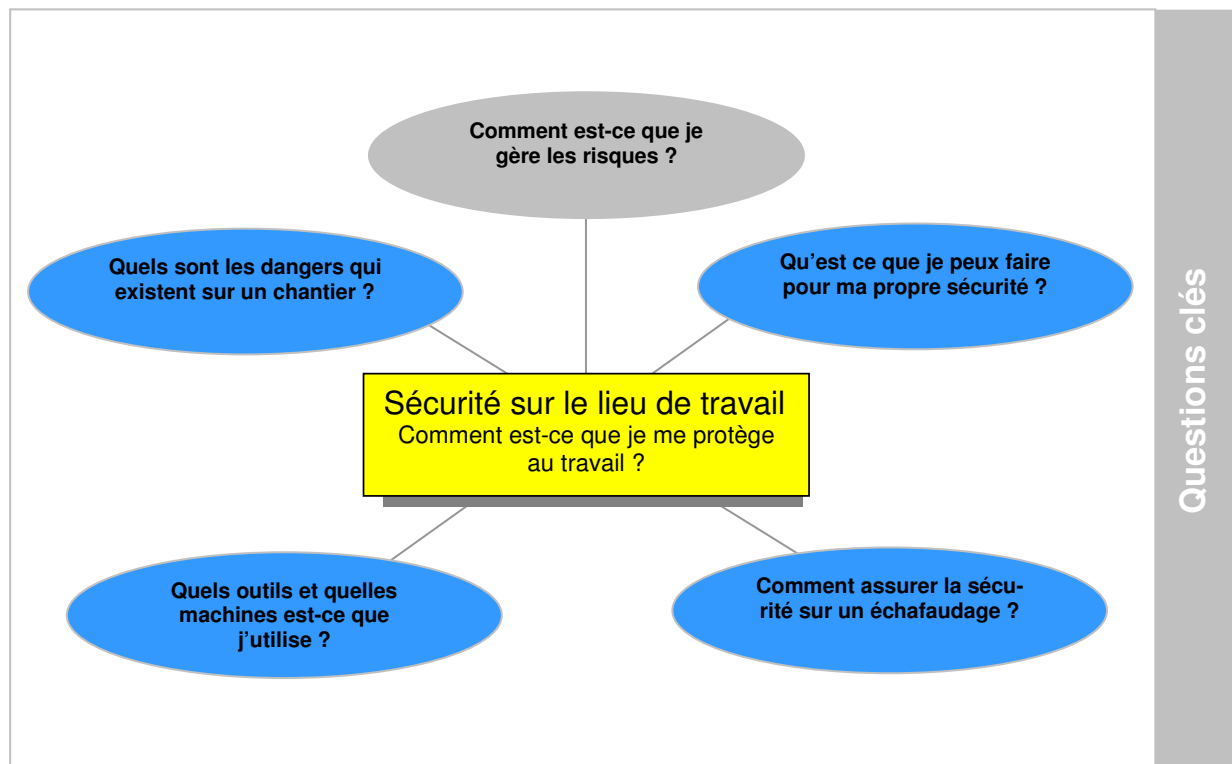 Comment est-ce que je
gère les risques ?
Quels sont les dangers qui
existent sur un chantier ?
Qu'est ce que je peux faire
pour ma propre sécurité ?
Sécurité sur le lieu de travail
Comment est-ce que je me protège
au travail ?
Quels outils et quelles
machines est-ce que
j'utilise ?
Comment assurer la sécu-
rité sur un échafaudage ?
Questions clés